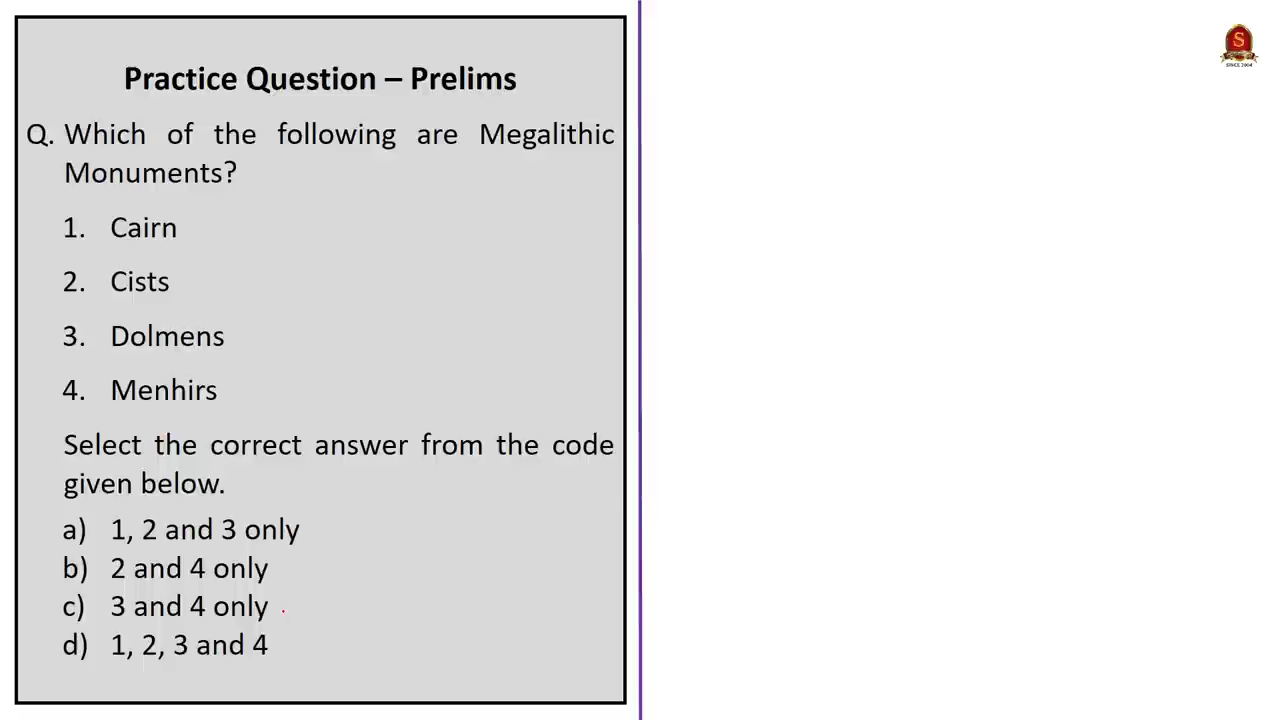 Practice Question – Prelims
Q. Which of the following are Megalithic
Monuments?
1. Cairn
2. Cists
3. Dolmens
4. Menhirs
Select the correct answer from the code
given below.
a) 1, 2 and 3 only
b) 2 and 4 only
c) 3 and 4 only
d) 1, 2, 3 and 4
S
SINCE 2004